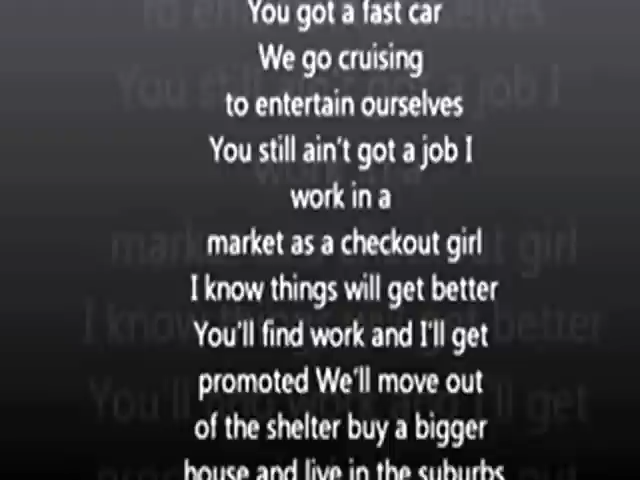 You got a fast car
We go cruising
to entertain ourselves
You still ain't got a job I
work in a
market as a checkout girl
I know things will get better
You'll find work and I'll get
promoted We'll move out
of the shelter buy a bigger
house and live in the suburbs